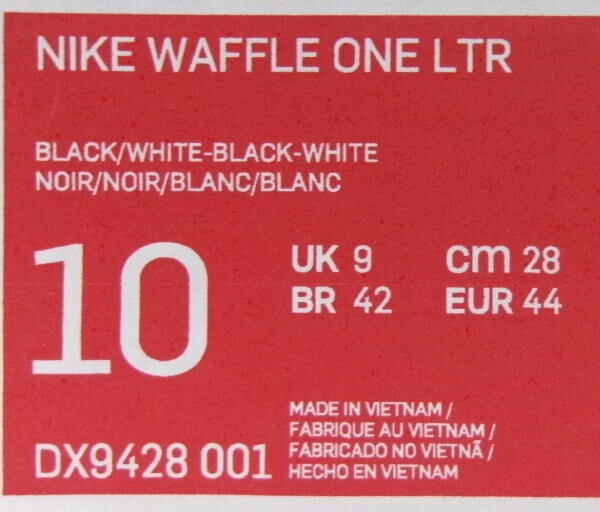 NIKE WAFFLE ONE LTR
BLACK/WHITE-BLACK-WHITE
NOIR/NOIR/BLANC/BLANC
10
UK 9 cm 28
BR 42 EUR 44
MADE IN VIETNAM /
FABRIQUE AU VIETNAM /
FABRICADO NO VIETNÃ /
HECHO EN VIETNAM
DX9428 001